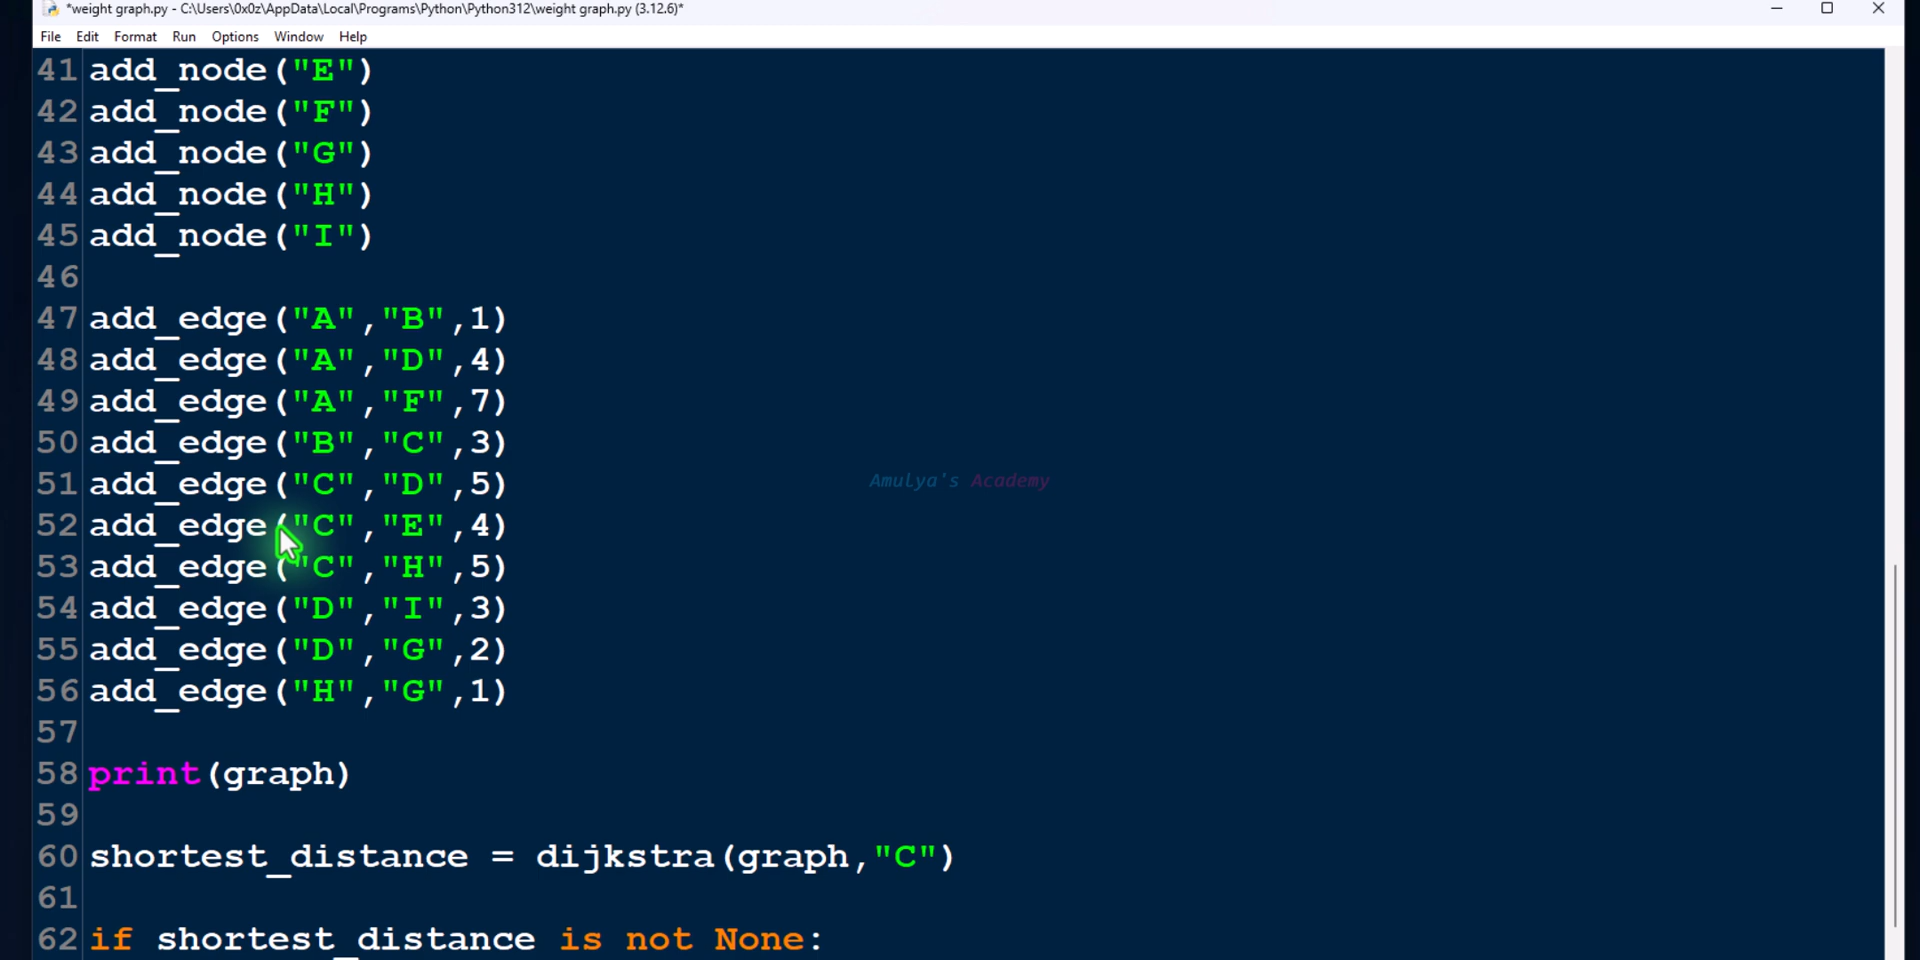 *weight graph.py - C:\Users\0x0z\AppData\Local\Programs\Python\Python312\weight graph.py (3.12.6)*
File Edit Format Run Options Window Help
41 add_node("E")
42 add_node("F")
43 add_node("G")
44 add_node("H")
45 add_node("I")
46
47 add_edge("A","B",1)
48 add_edge("A","D",4)
49 add_edge("A","F",7)
50 add_edge("B","C",3)
51 add_edge("C","D",5)
Amulya's Academy
52 add_edge("C","E",4)
53 add_edge("C","H",5)
54 add_edge("D","I",3)
55 add_edge("D","G",2)
56 add_edge("H","G",1)
57
58 print(graph)
59
60 shortest_distance = dijkstra(graph,"C")
61
62 if shortest_distance is not None: